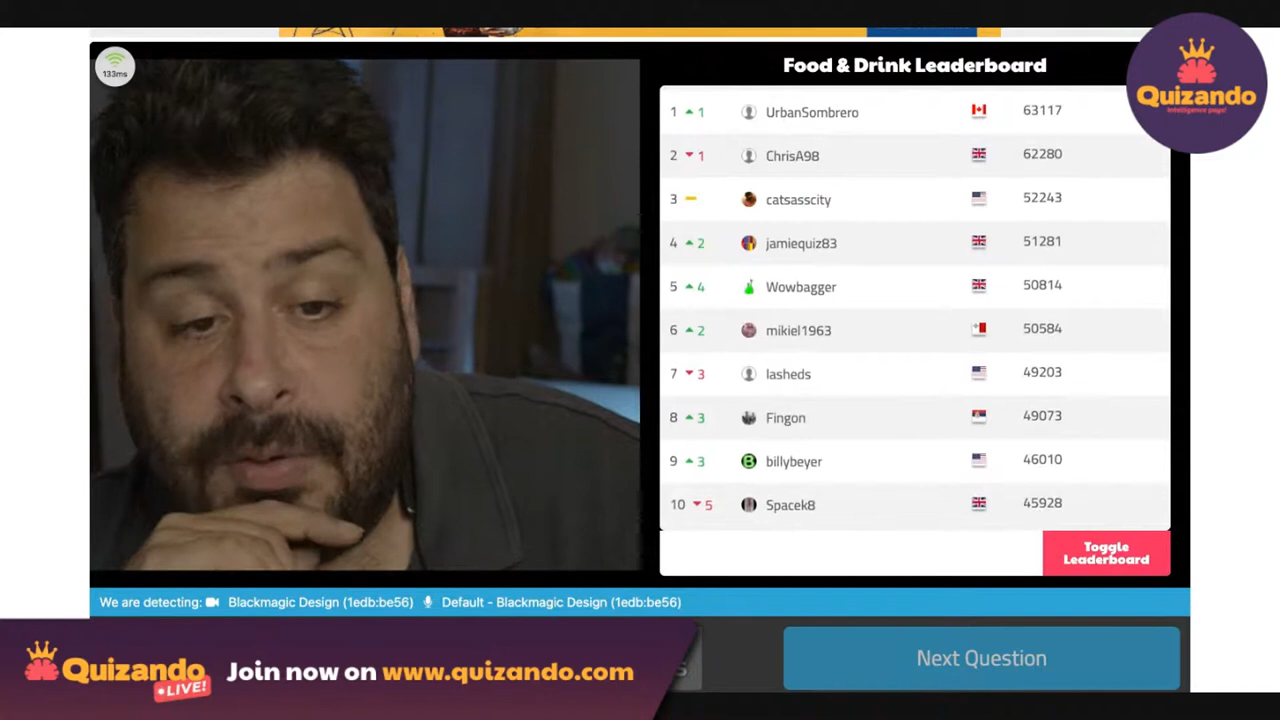 133ms
Food & Drink Leaderboard
Quizando
Intelligence pays!
1 1 UrbanSombrero 63117
2 1 ChrisA98 62280
3 catsasscity 52243
4 2 jamiequiz83 51281
5 4 Wowbagger 50814
6 2 mikiel1963 50584
7 3 lasheds 49203
8 3 Fingon 49073
9 3 billybeyer 46010
10 5 Spacek8 45928
Toggle
Leaderboard
We are detecting: Blackmagic Design (1edb:be56) Default - Blackmagic Design (1edb:be56)
Next Question
Quizando
LIVE!
Join now on www.quizando.com